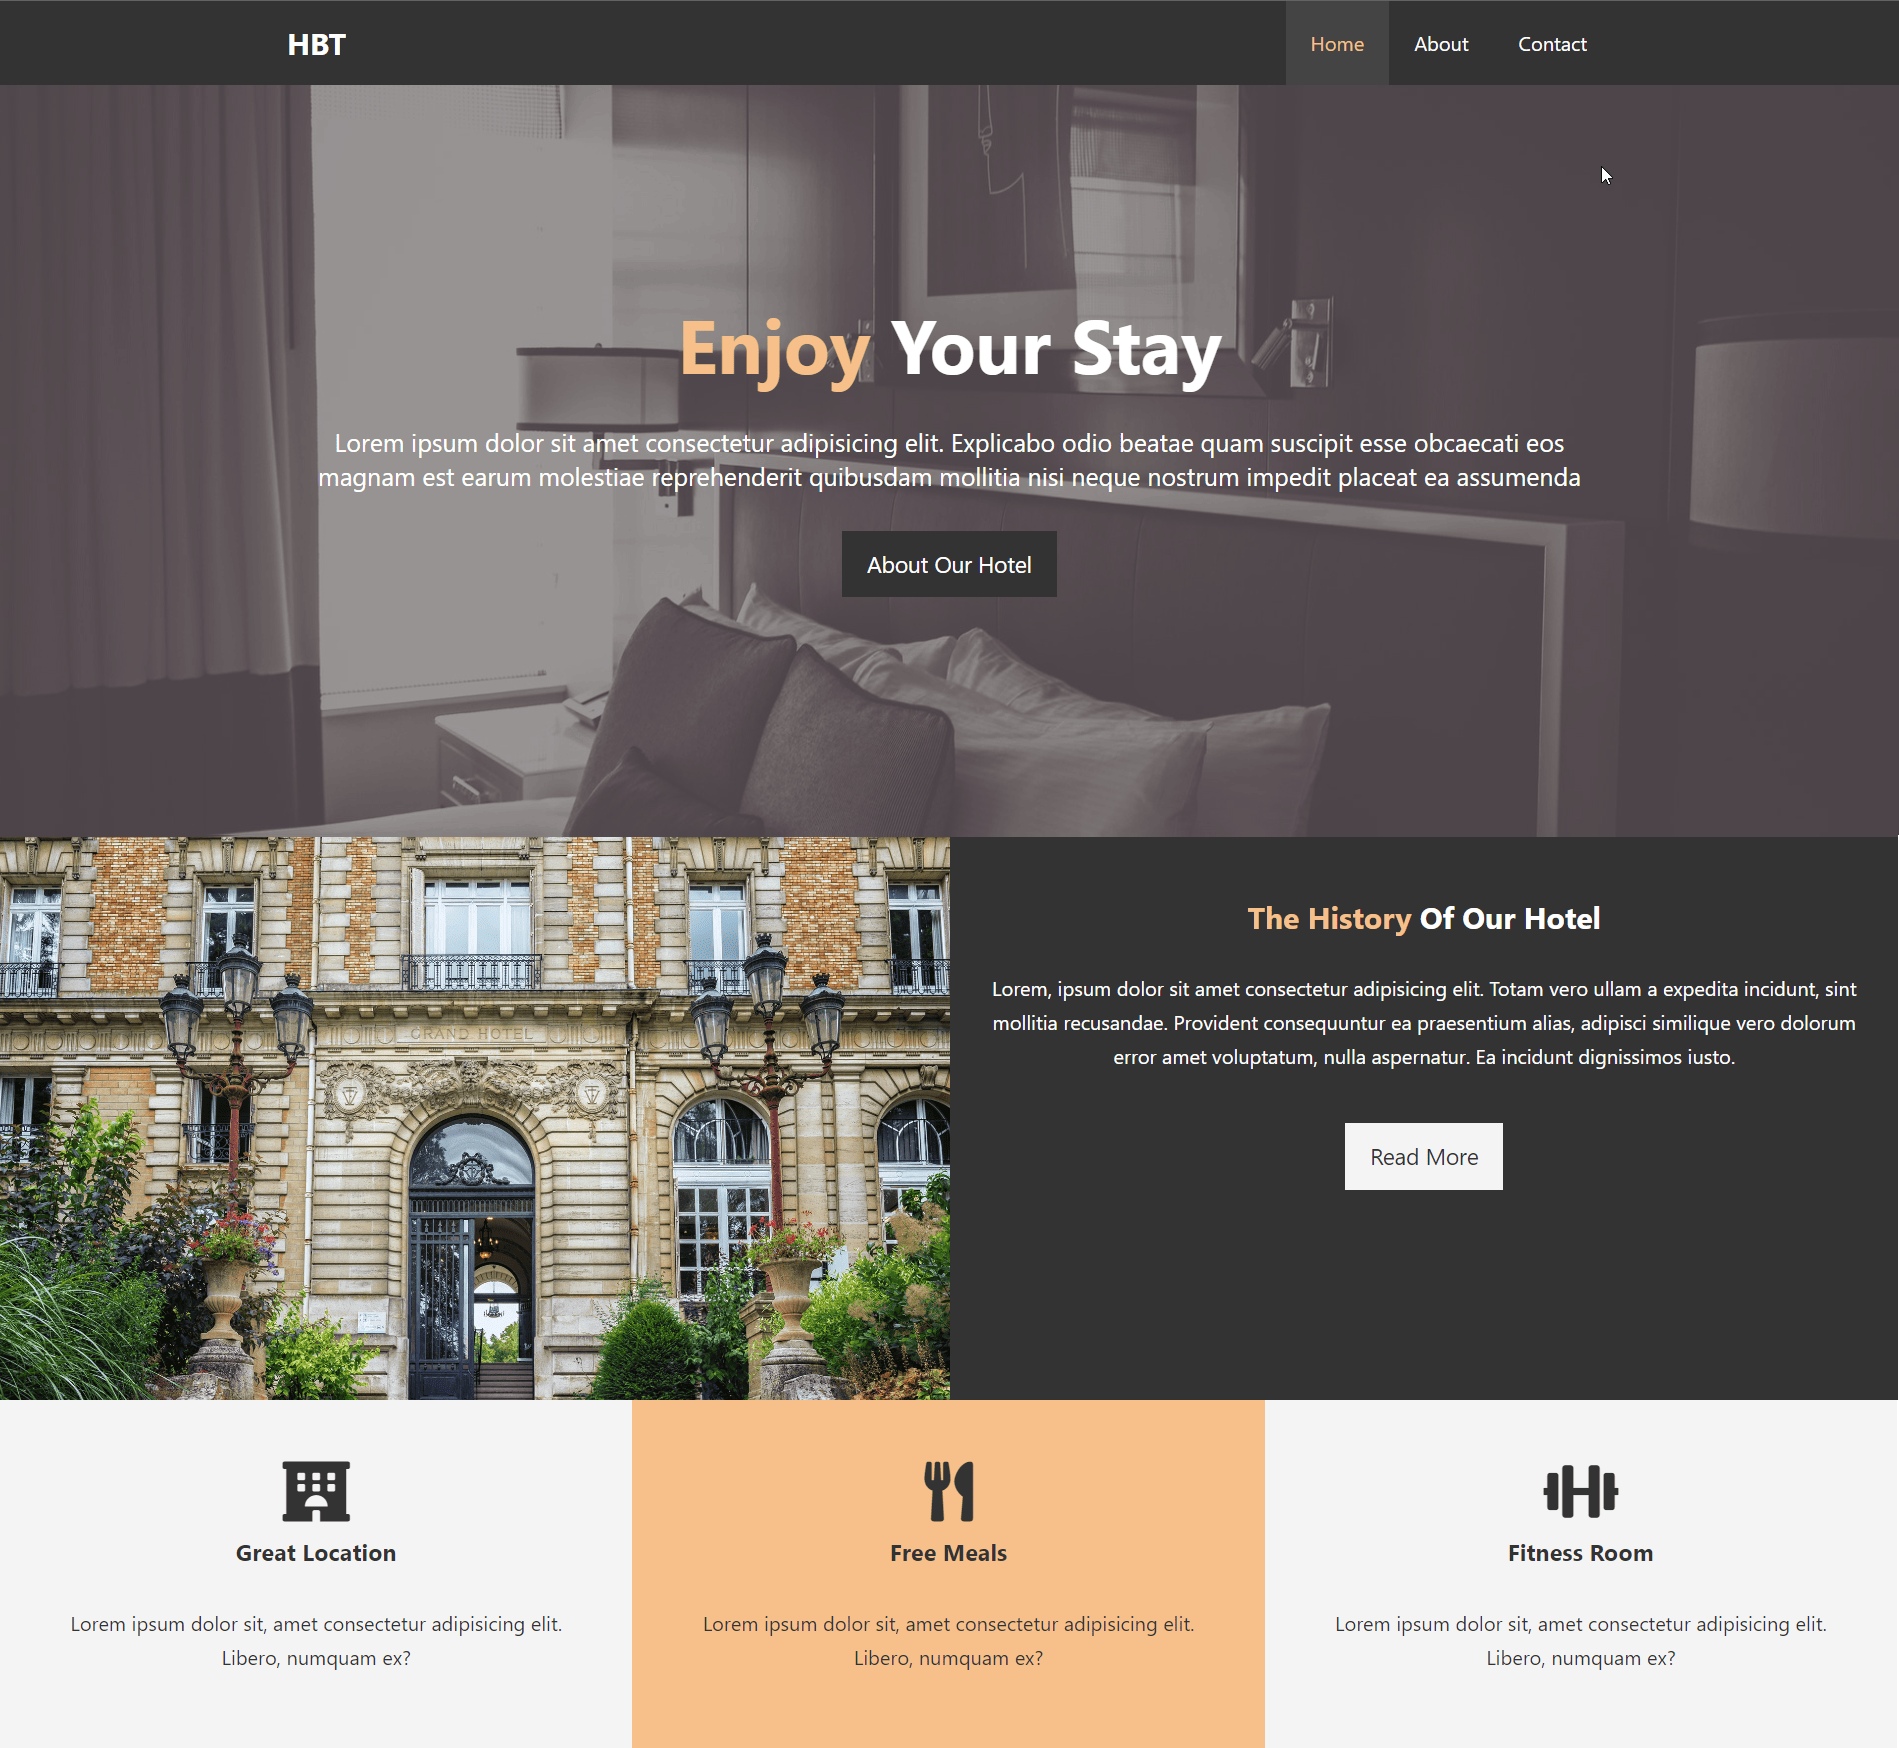 HBT
Home About Contact
Enjoy Your Stay
Lorem ipsum dolor sit amet consectetur adipisicing elit. Explicabo odio beatae quam suscipit esse obcaecati eos
magnam est earum molestiae reprehenderit quibusdam mollitia nisi neque nostrum impedit placeat ea assumenda
About Our Hotel
GRAND HOTEL
The History Of Our Hotel
Lorem, ipsum dolor sit amet consectetur adipisicing elit. Totam vero ullam a expedita incidunt, sint
mollitia recusandae. Provident consequuntur ea praesentium alias, adipisci similique vero dolorum
error amet voluptatum, nulla aspernatur. Ea incidunt dignissimos iusto.
Read More
Great Location
Lorem ipsum dolor sit, amet consectetur adipisicing elit.
Libero, numquam ex?
Free Meals
Lorem ipsum dolor sit, amet consectetur adipisicing elit.
Libero, numquam ex?
Fitness Room
Lorem ipsum dolor sit, amet consectetur adipisicing elit.
Libero, numquam ex?